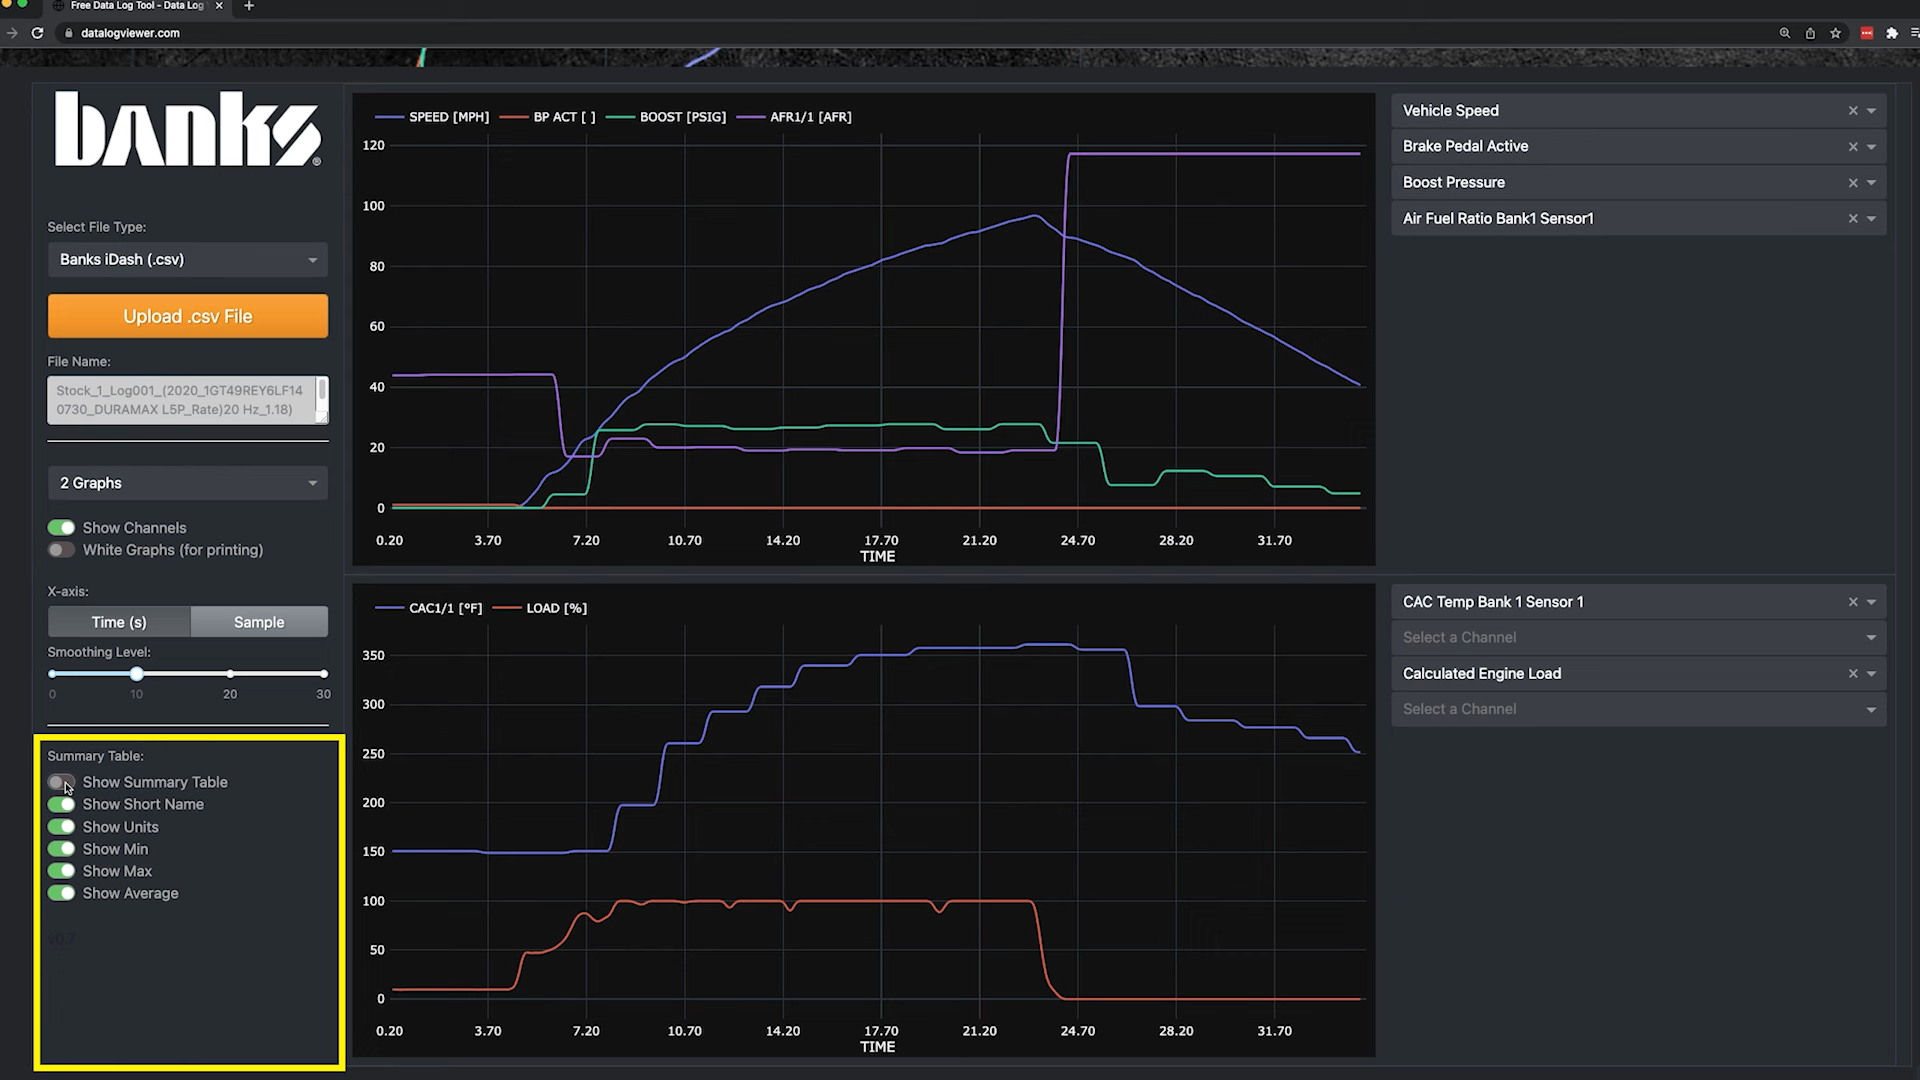 Free Data Log Tool - Data Log
datalogviewer.com
banks
Select File Type:
Banks iDash (.csv)
Upload .csv File
File Name:
Stock_1_Log001_(2020_1GT49REY6LF14
0730_DURAMAX L5P_Rate)20 Hz_1.18)
2 Graphs
Show Channels
White Graphs (for printing)
X-axis:
Time (s) Sample
Smoothing Level:
0 10 20 30
Summary Table:
Show Summary Table
Show Short Name
Show Units
Show Min
Show Max
Show Average
v0.7
SPEED [MPH] BP ACT [ ] BOOST [PSIG] AFR1/1 [AFR]
120
100
80
60
40
20
0
0.20 3.70 7.20 10.70 14.20 17.70 21.20 24.70 28.20 31.70
TIME
Vehicle Speed
Brake Pedal Active
Boost Pressure
Air Fuel Ratio Bank1 Sensor1
CAC1/1 [°F] LOAD [%]
350
300
250
200
150
100
50
0
0.20 3.70 7.20 10.70 14.20 17.70 21.20 24.70 28.20 31.70
TIME
CAC Temp Bank 1 Sensor 1
Select a Channel
Calculated Engine Load
Select a Channel